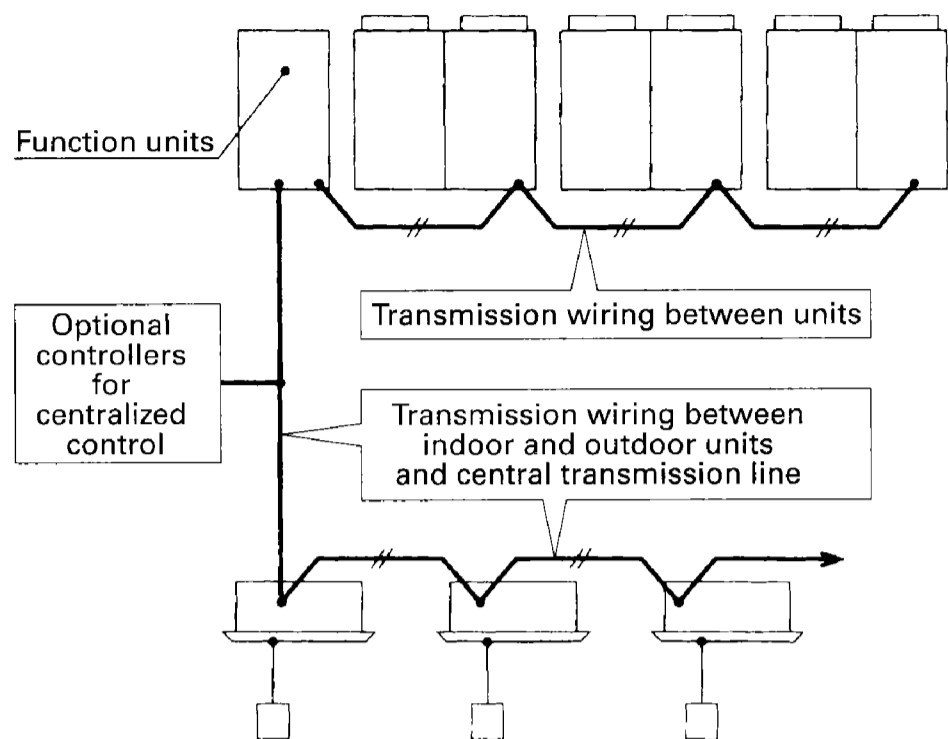 Function units
Transmission wiring between units
Optional
controllers
for
centralized
control
Transmission wiring between
indoor and outdoor units
and central transmission line